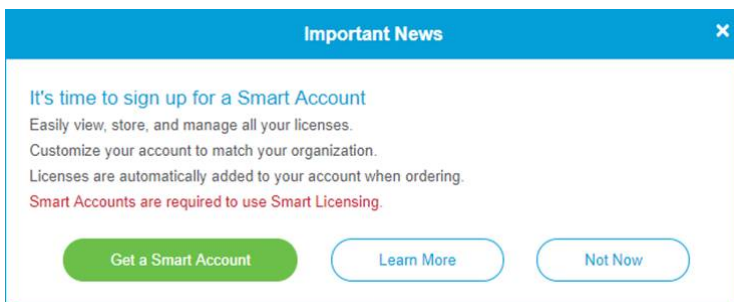 Important News
It's time to sign up for a Smart Account
Easily view, store, and manage all your licenses.
Customize your account to match your organization.
Licenses are automatically added to your account when ordering.
Smart Accounts are required to use Smart Licensing.
Get a Smart Account Learn More Not Now